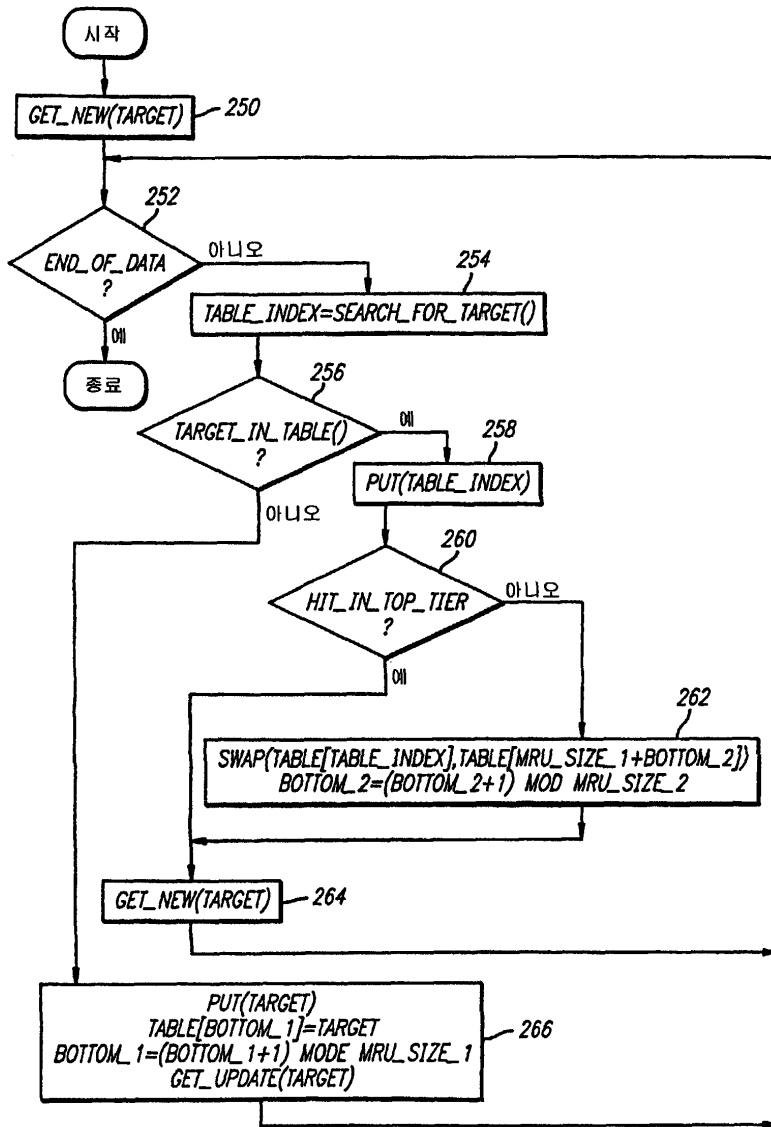 시작
GET_NEW(TARGET)
250
252
END_OF_DATA
?
아니오
예
종료
254
TABLE_INDEX=SEARCH_FOR_TARGET()
256
TARGET_IN_TABLE()
?
예
아니오
258
PUT(TABLE_INDEX)
260
HIT_IN_TOP_TIER
?
아니오
예
262
SWAP(TABLE[TABLE_INDEX],TABLE[MRU_SIZE_1+BOTTOM_2])
BOTTOM_2=(BOTTOM_2+1) MOD MRU_SIZE_2
GET_NEW(TARGET)
264
PUT(TARGET)
TABLE[BOTTOM_1]=TARGET
BOTTOM_1=(BOTTOM_1+1) MODE MRU_SIZE_1
GET_UPDATE(TARGET)
266